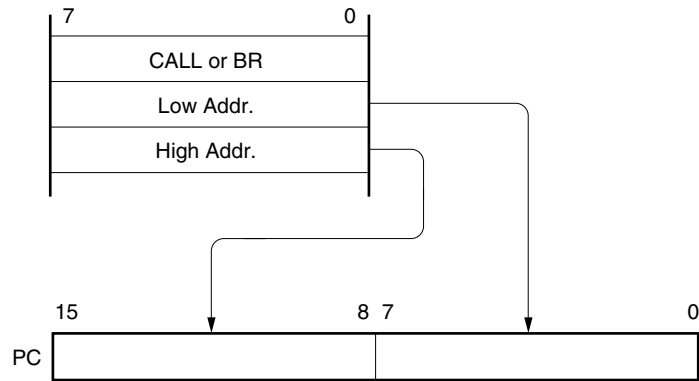 7 0
CALL or BR
Low Addr.
High Addr.
15 8 7 0
PC